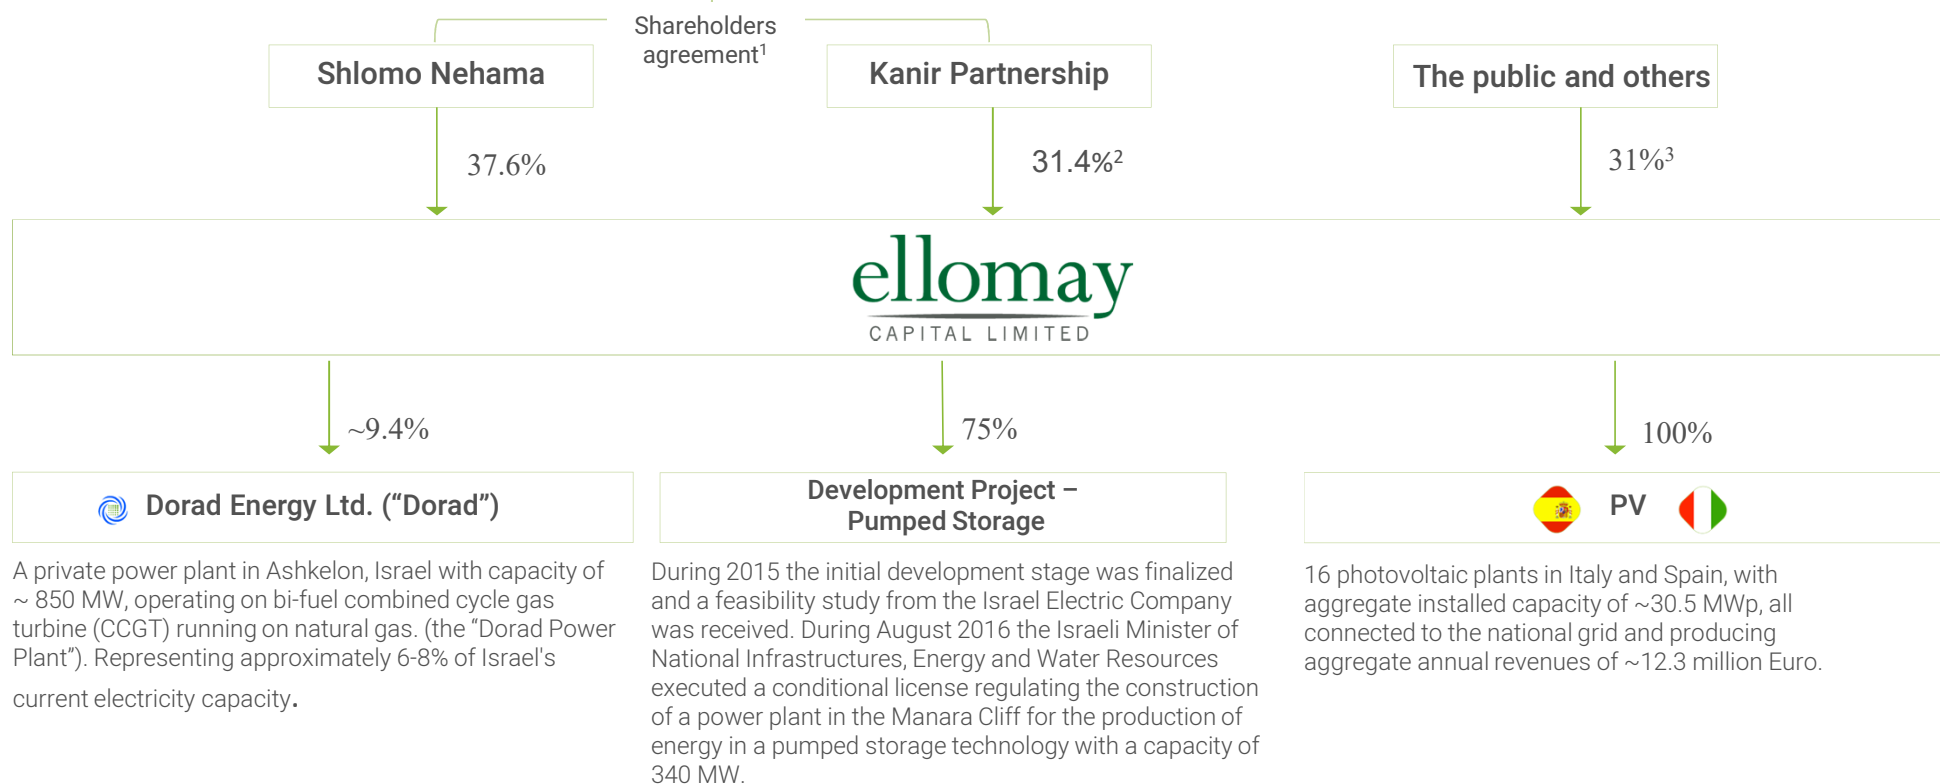 Shareholders
agreement1
Shlomo Nehama
Kanir Partnership
The public and others
37.6%
31.4%2
31%3
ellomay
CAPITAL LIMITED
~9.4%
75%
100%
Dorad Energy Ltd. (“Dorad”)
Development Project –
Pumped Storage
PV
A private power plant in Ashkelon, Israel with capacity of
~ 850 MW, operating on bi-fuel combined cycle gas
turbine (CCGT) running on natural gas. (the “Dorad Power
Plant”). Representing approximately 6-8% of Israel's
current electricity capacity.
During 2015 the initial development stage was finalized
and a feasibility study from the Israel Electric Company
was received. During August 2016 the Israeli Minister of
National Infrastructures, Energy and Water Resources
executed a conditional license regulating the construction
of a power plant in the Manara Cliff for the production of
energy in a pumped storage technology with a capacity of
340 MW.
16 photovoltaic plants in Italy and Spain, with
aggregate installed capacity of ~30.5 MWp, all
connected to the national grid and producing
aggregate annual revenues of ~12.3 million Euro.